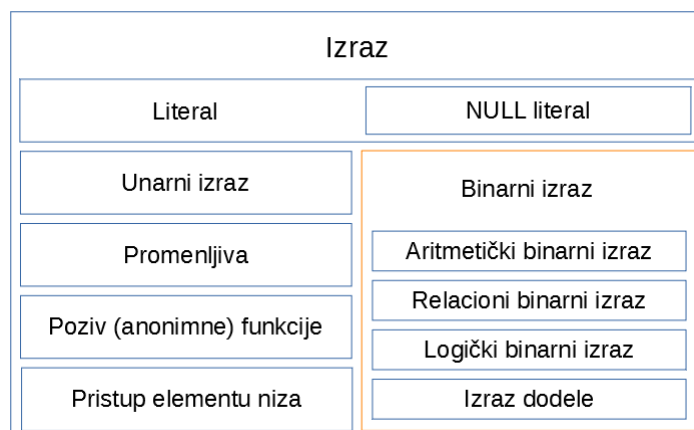 Izraz
Literal
NULL literal
Unarni izraz
Promenljiva
Poziv (anonimne) funkcije
Pristup elementu niza
Binarni izraz
Aritmetički binarni izraz
Relacioni binarni izraz
Logički binarni izraz
Izraz dodele